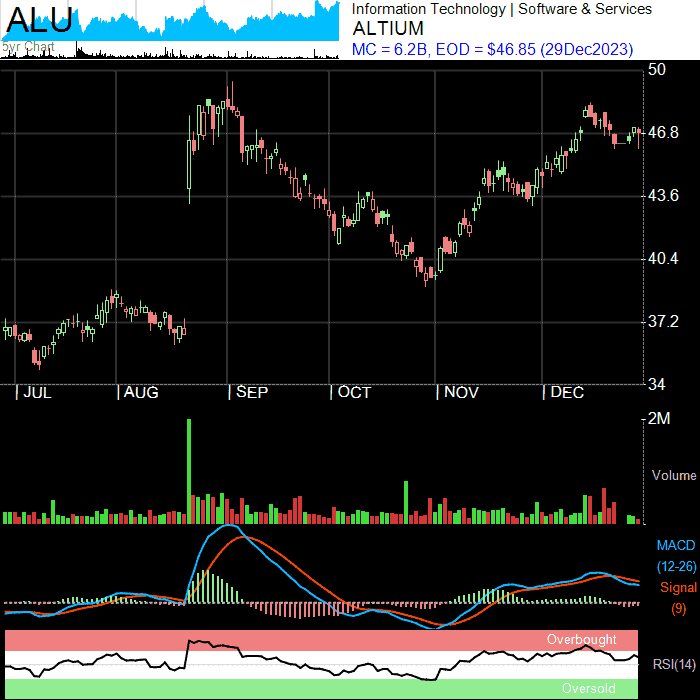 ALU
5yr Chart
Information Technology | Software & Services
ALTIUM
MC = 6.2B, EOD = $46.85 (29Dec2023)
50
46.8
43.6
40.4
37.2
34
JUL AUG SEP OCT NOV DEC
2M
Volume
MACD
(12-26)
Signal
(9)
Overbought
RSI(14)
Oversold